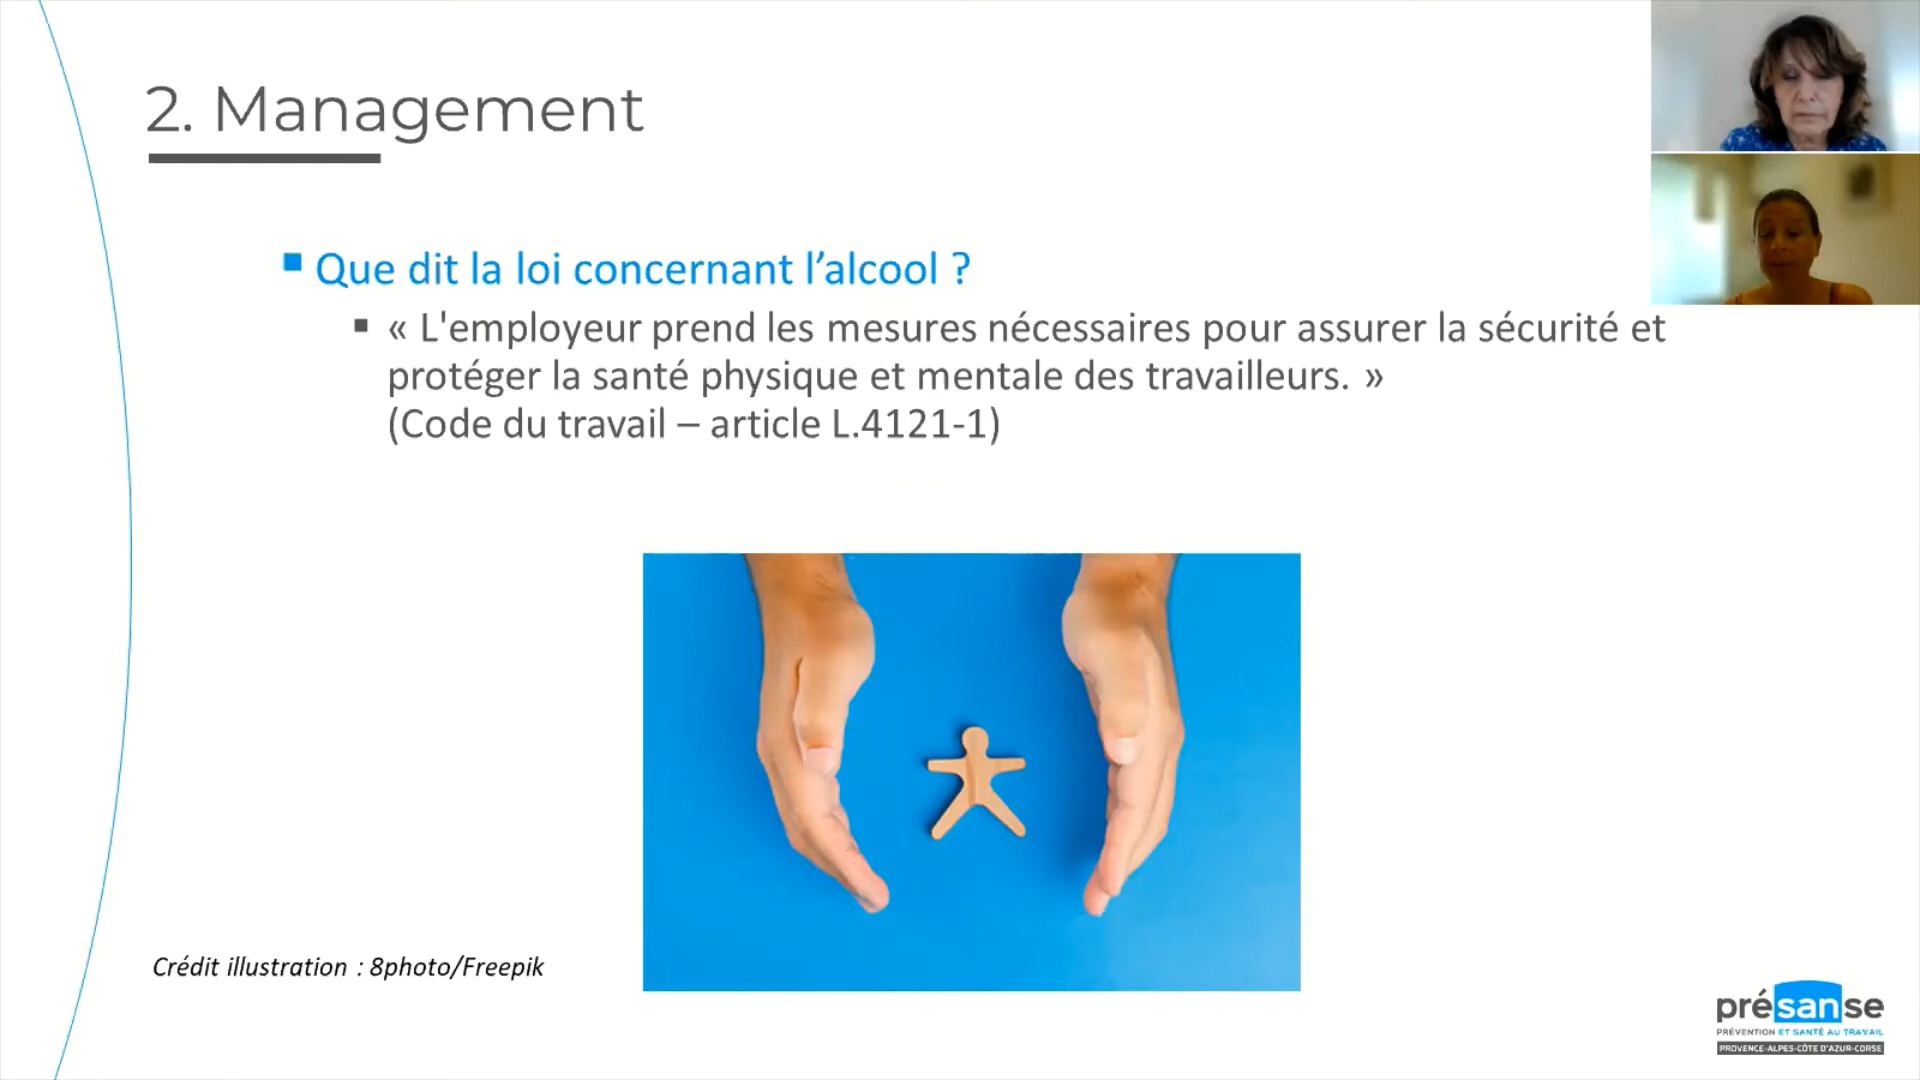 2. Management
Que dit la loi concernant l’alcool ?
« L'employeur prend les mesures nécessaires pour assurer la sécurité et
protéger la santé physique et mentale des travailleurs. »
(Code du travail – article L.4121-1)
Crédit illustration : 8photo/Freepik
présanse
PRÉVENTION ET SANTÉ AU TRAVAIL
PROVENCE-ALPES-CÔTE D'AZUR-CORSE